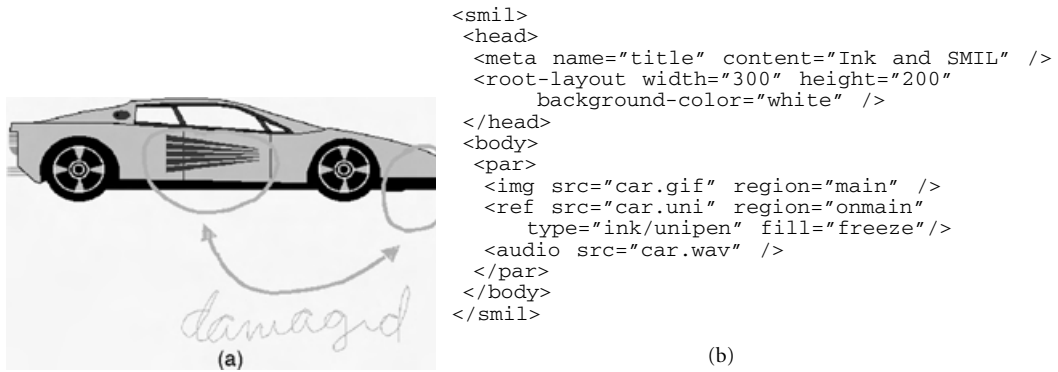 <smil>
<head>
<meta name="title" content="Ink and SMIL" />
<root-layout width="300" height="200"
background-color="white" />
</head>
<body>
<par>
<img src="car.gif" region="main" />
<ref src="car.uni" region="onmain"
type="ink/unipen" fill="freeze"/>
<audio src="car.wav" />
</par>
</body>
</smil>
damaged
(a)
(b)